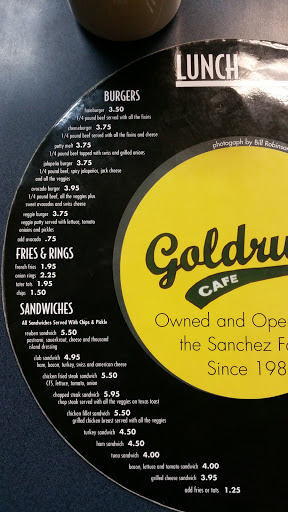 LUNCH
BURGERS
hamburger 3.50
1/4 pound beef served with all the fixins
cheeseburger 3.75
1/4 pound beef served with all the fixins and cheese
patty melt 3.75
1/4 pound beef topped with swiss and grilled onions
jalapeño burger 3.75
1/4 pound beef, spicy jalapeños, jack cheese
and all the veggies
avocado burger 3.95
1/4 pound beef, all the veggies plus
sweet avocados and swiss cheese
veggie burger 3.75
veggie patty served with lettuce, tomato
onions and pickles
add avocado .75
FRIES & RINGS
french fries 1.95
onion rings 2.25
tater tots 1.95
chips 1.50
SANDWICHES
All Sandwiches Served With Chips & Pickle
reuben sandwich 5.50
pastrami, sauerkraut, cheese and thousand
island dressing
club sandwich 4.95
ham, bacon, turkey, swiss and american cheese
chicken fried steak sandwich 5.50
CFS, lettuce, tomato, onion
chopped steak sandwich 5.95
chop steak served with all the veggies on texas toast
chicken fillet sandwich 5.50
grilled chicken breast served with all the veggies
turkey sandwich 4.50
ham sandwich 4.50
tuna sandwich 4.00
bacon, lettuce and tomato sandwich 4.00
grilled cheese sandwich 3.95
add fries or tots 1.25
photograph by Bill Robinson
Goldru
CAFE
Owned and Ope
the Sanchez Fa
Since 198